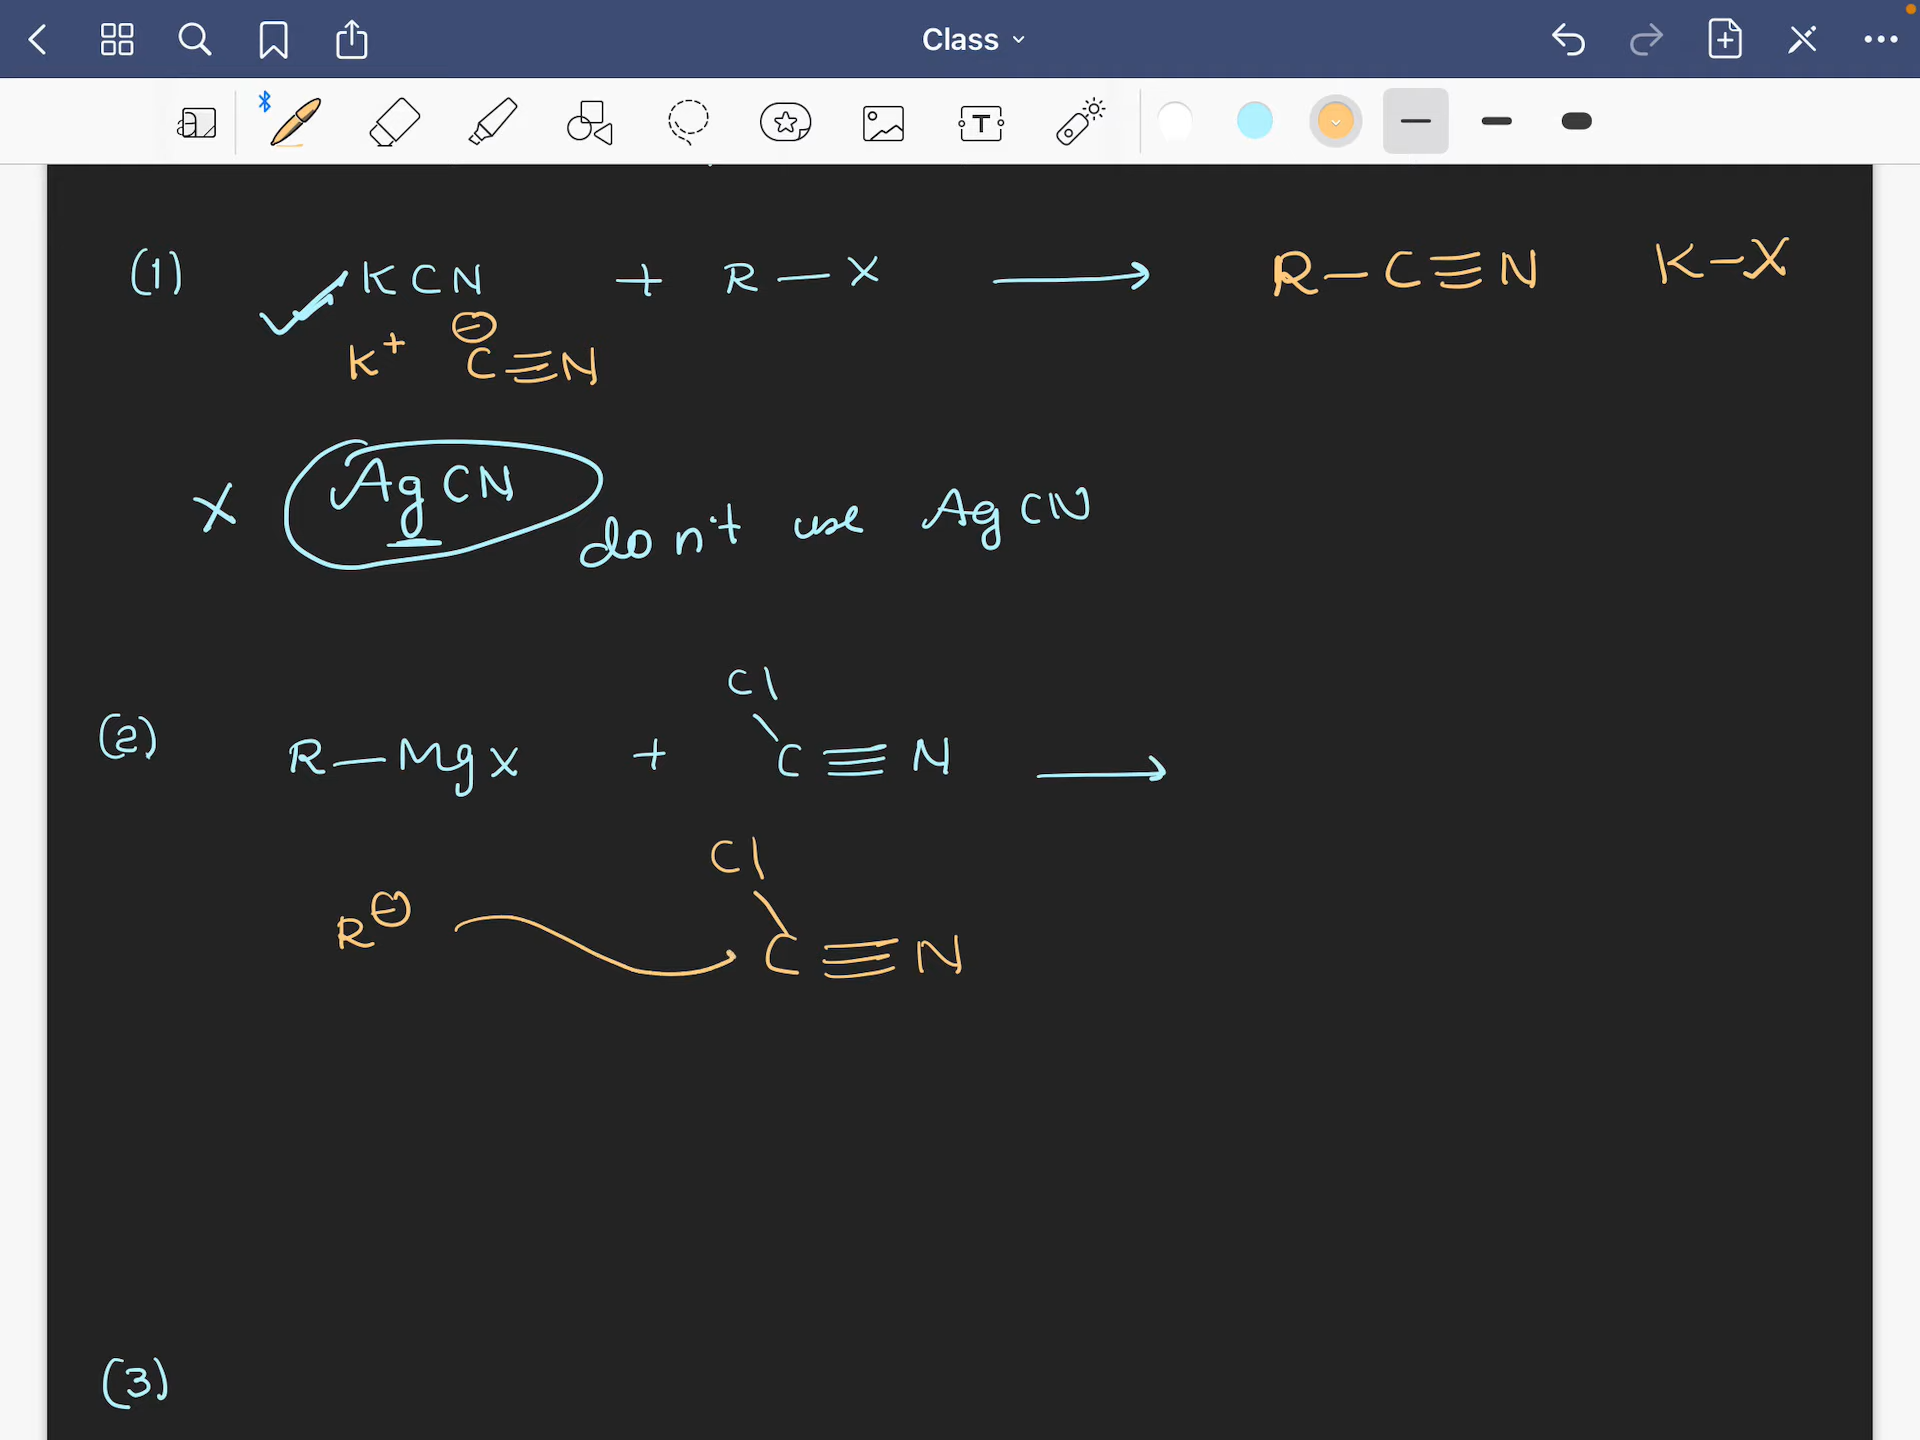 Class
T
(1) KCN + R—X ⟶ R—C≡N K—X
K⁺ ⊖C≡N
X AgCN don't use AgCN
Cl
(2) R—Mgx + C≡N ⟶
Cl
R⊖ C≡N
(3)